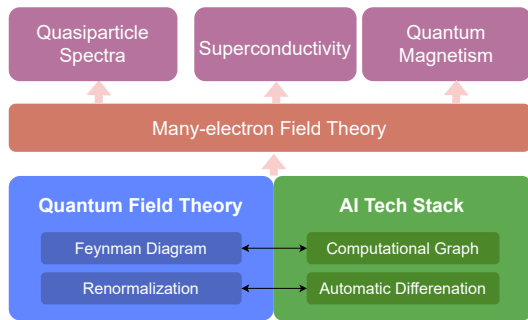 Quasiparticle
Spectra
Superconductivity
Quantum
Magnetism
Many-electron Field Theory
Quantum Field Theory
AI Tech Stack
Feynman Diagram
Computational Graph
Renormalization
Automatic Differenation